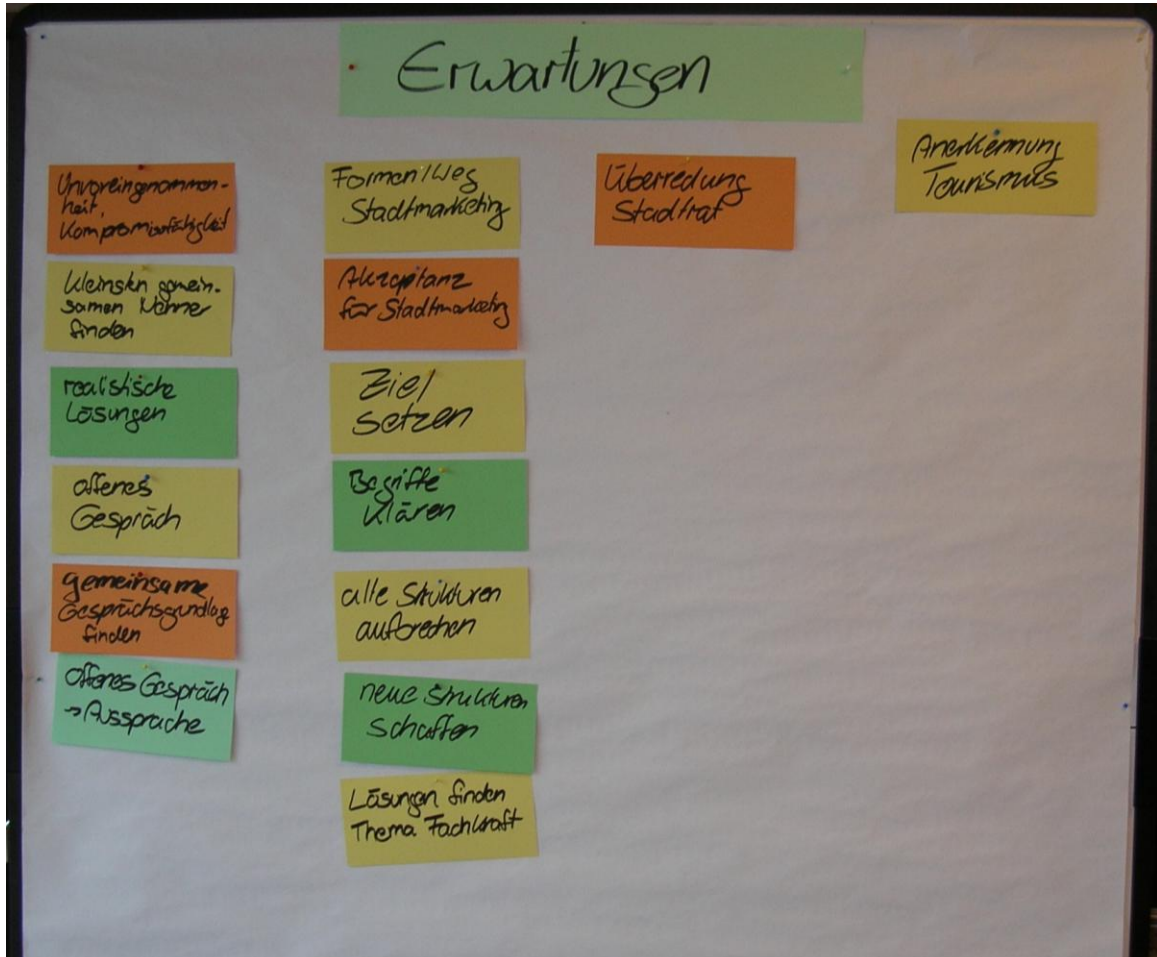 Erwartungen
Unvoreingenommen-
heit,
Kompromissfähigkeit
kleinsten gemein-
samen Nenner
finden
realistische
Lösungen
offenes
Gespräch
gemeinsame
Gesprächsgrundlag
finden
offenes Gespräch
→ Aussprache
Formen/Weg
Stadtmarketing
Akzeptanz
für Stadtmarketing
Ziel
setzen
Begriffe
klären
alte Strukturen
aufbrechen
neue Strukturen
schaffen
Lösungen finden
Thema Fachkraft
Überredung
Stadtrat
Anerkennung
Tourismus